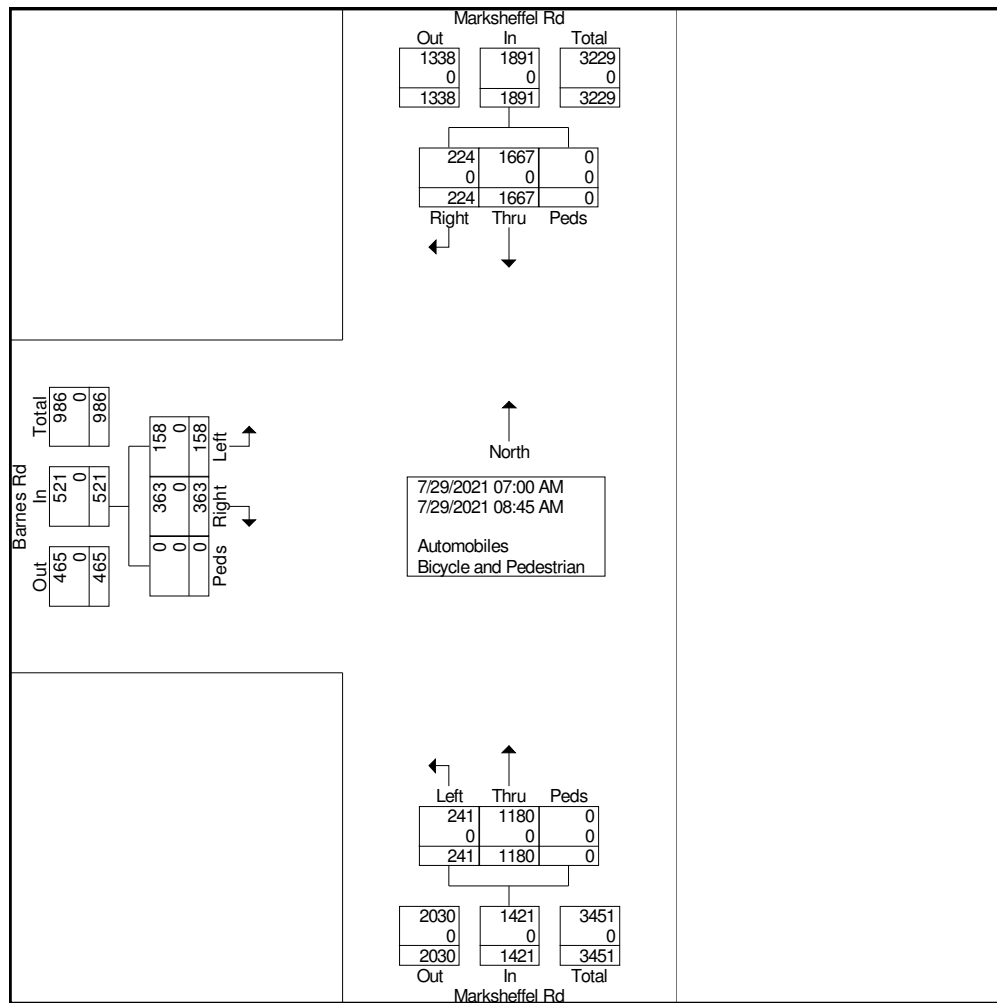 Marksheffel Rd
Out In Total
1338 1891 3229
0 0 0
1338 1891 3229
224 1667 0
0 0 0
224 1667 0
Right Thru Peds
Barnes Rd
Out In Total
465 521 986
0 0 0
465 521 986
Peds Right Left
0 363 158
0 0 0
0 363 158
North
7/29/2021 07:00 AM
7/29/2021 08:45 AM
Automobiles
Bicycle and Pedestrian
Left Thru Peds
241 1180 0
0 0 0
241 1180 0
2030 1421 3451
0 0 0
2030 1421 3451
Out In Total
Marksheffel Rd